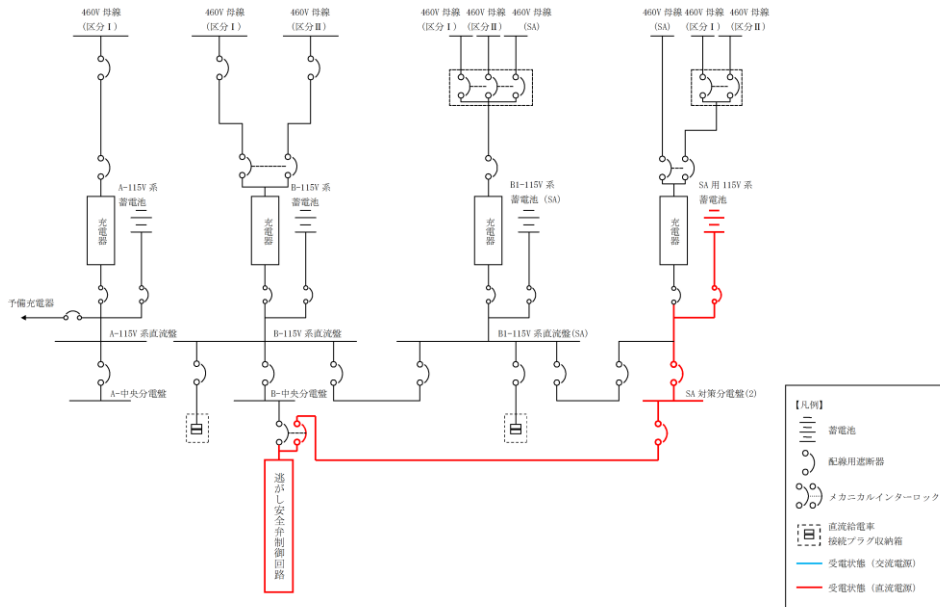 460V 母線
(区分Ⅰ)
460V 母線
(区分Ⅰ)
460V 母線
(区分Ⅱ)
460V 母線
(区分Ⅰ)
460V 母線
(区分Ⅱ)
460V 母線
(SA)
460V 母線
(SA)
460V 母線
(区分Ⅰ)
460V 母線
(区分Ⅱ)
A-115V 系
蓄電池
B-115V 系
蓄電池
B1-115V 系
蓄電池 (SA)
SA 用 115V 系
蓄電池
充電器
充電器
充電器
充電器
予備充電器
A-115V 系直流盤
B-115V 系直流盤
B1-115V 系直流盤(SA)
A-中央分電盤
B-中央分電盤
SA 対策分電盤(2)
逃がし安全弁制御回路
【凡例】
蓄電池
配線用遮断器
メカニカルインターロック
直流給電車
接続プラグ収納箱
受電状態 (交流電源)
受電状態 (直流電源)